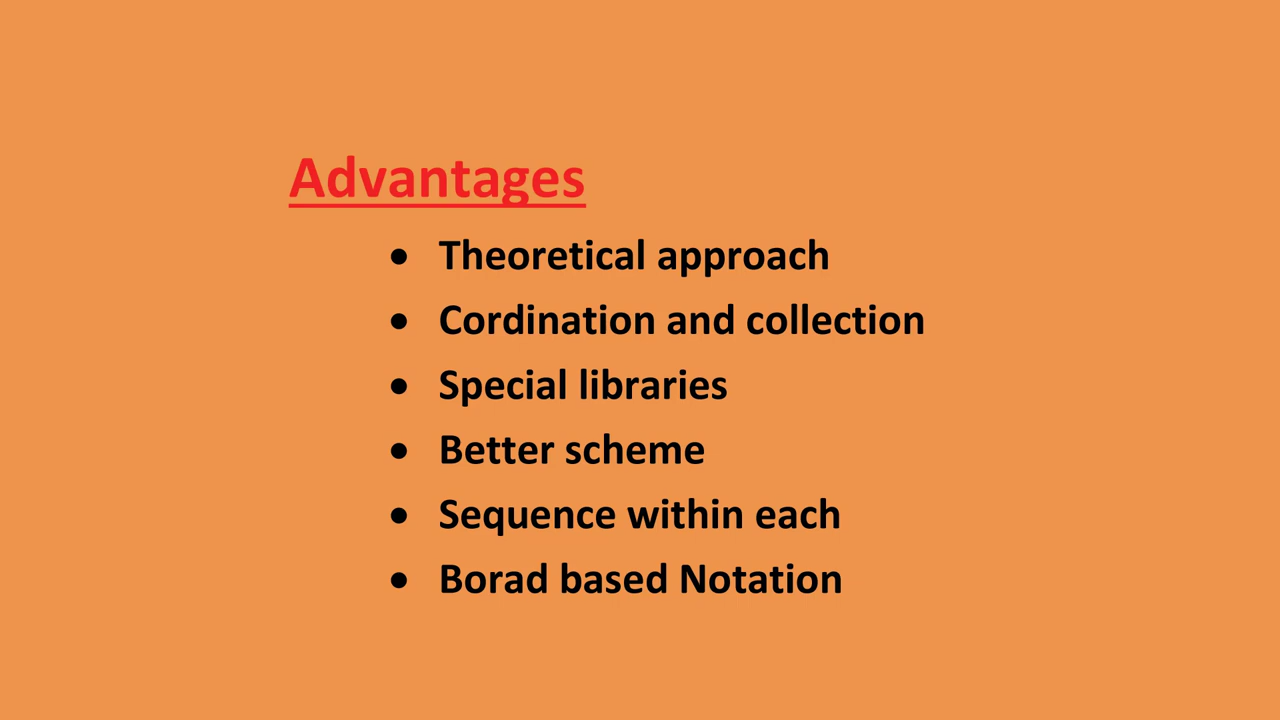 Advantages
• Theoretical approach
• Cordination and collection
• Special libraries
• Better scheme
• Sequence within each
• Borad based Notation